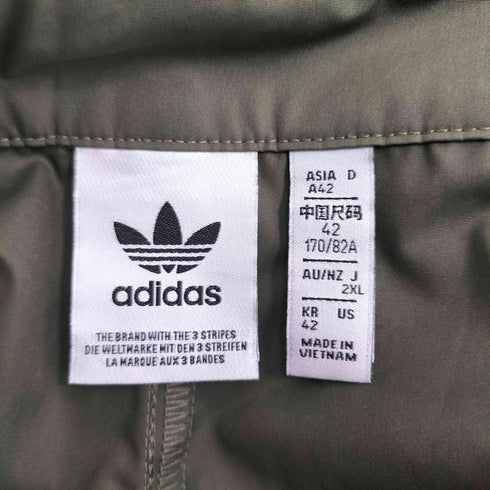 adidas
THE BRAND WITH THE 3 STRIPES
DIE WELTMARKE MIT DEN 3 STREIFEN
LA MARQUE AUX 3 BANDES
ASIA D
A42
中国尺码
42
170/82A
AU/NZ J
2XL
KR US
42
MADE IN
VIETNAM